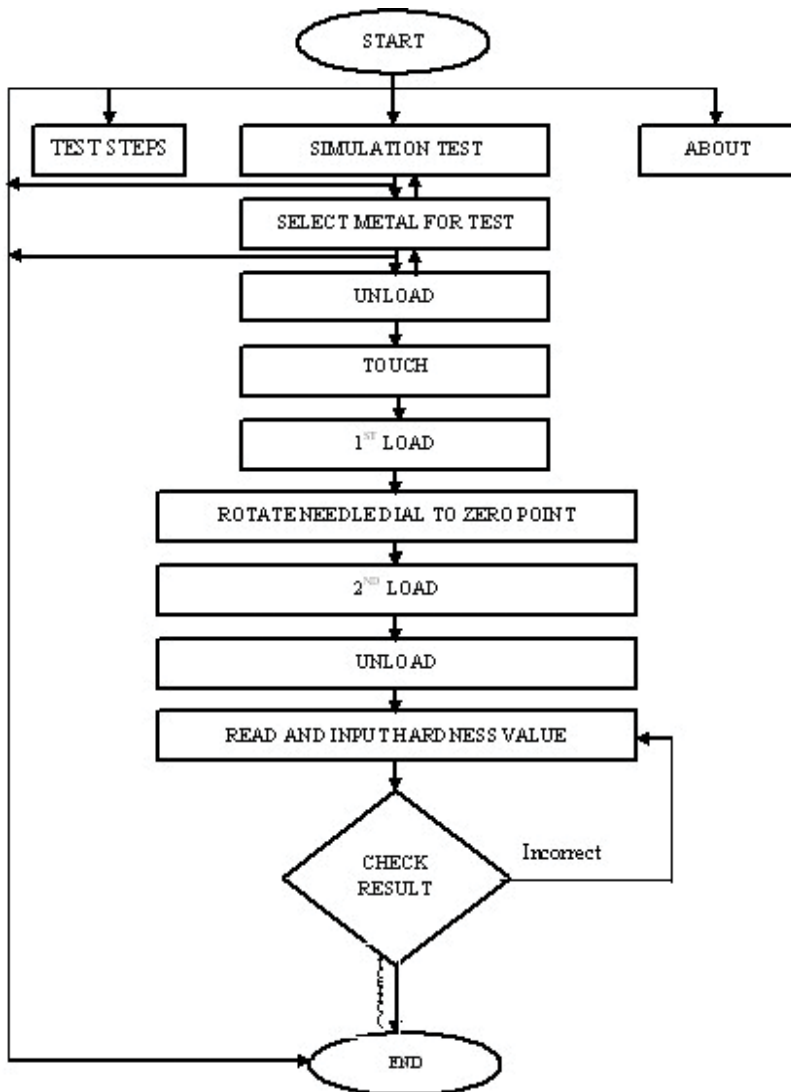 START
TEST STEPS
SIMULATION TEST
ABOUT
SELECT METAL FOR TEST
UNLOAD
TOUCH
1ST LOAD
ROTATE NEEDLE DIAL TO ZERO POINT
2ND LOAD
UNLOAD
READ AND INPUT HARDNESS VALUE
CHECK
RESULT
Incorrect
END